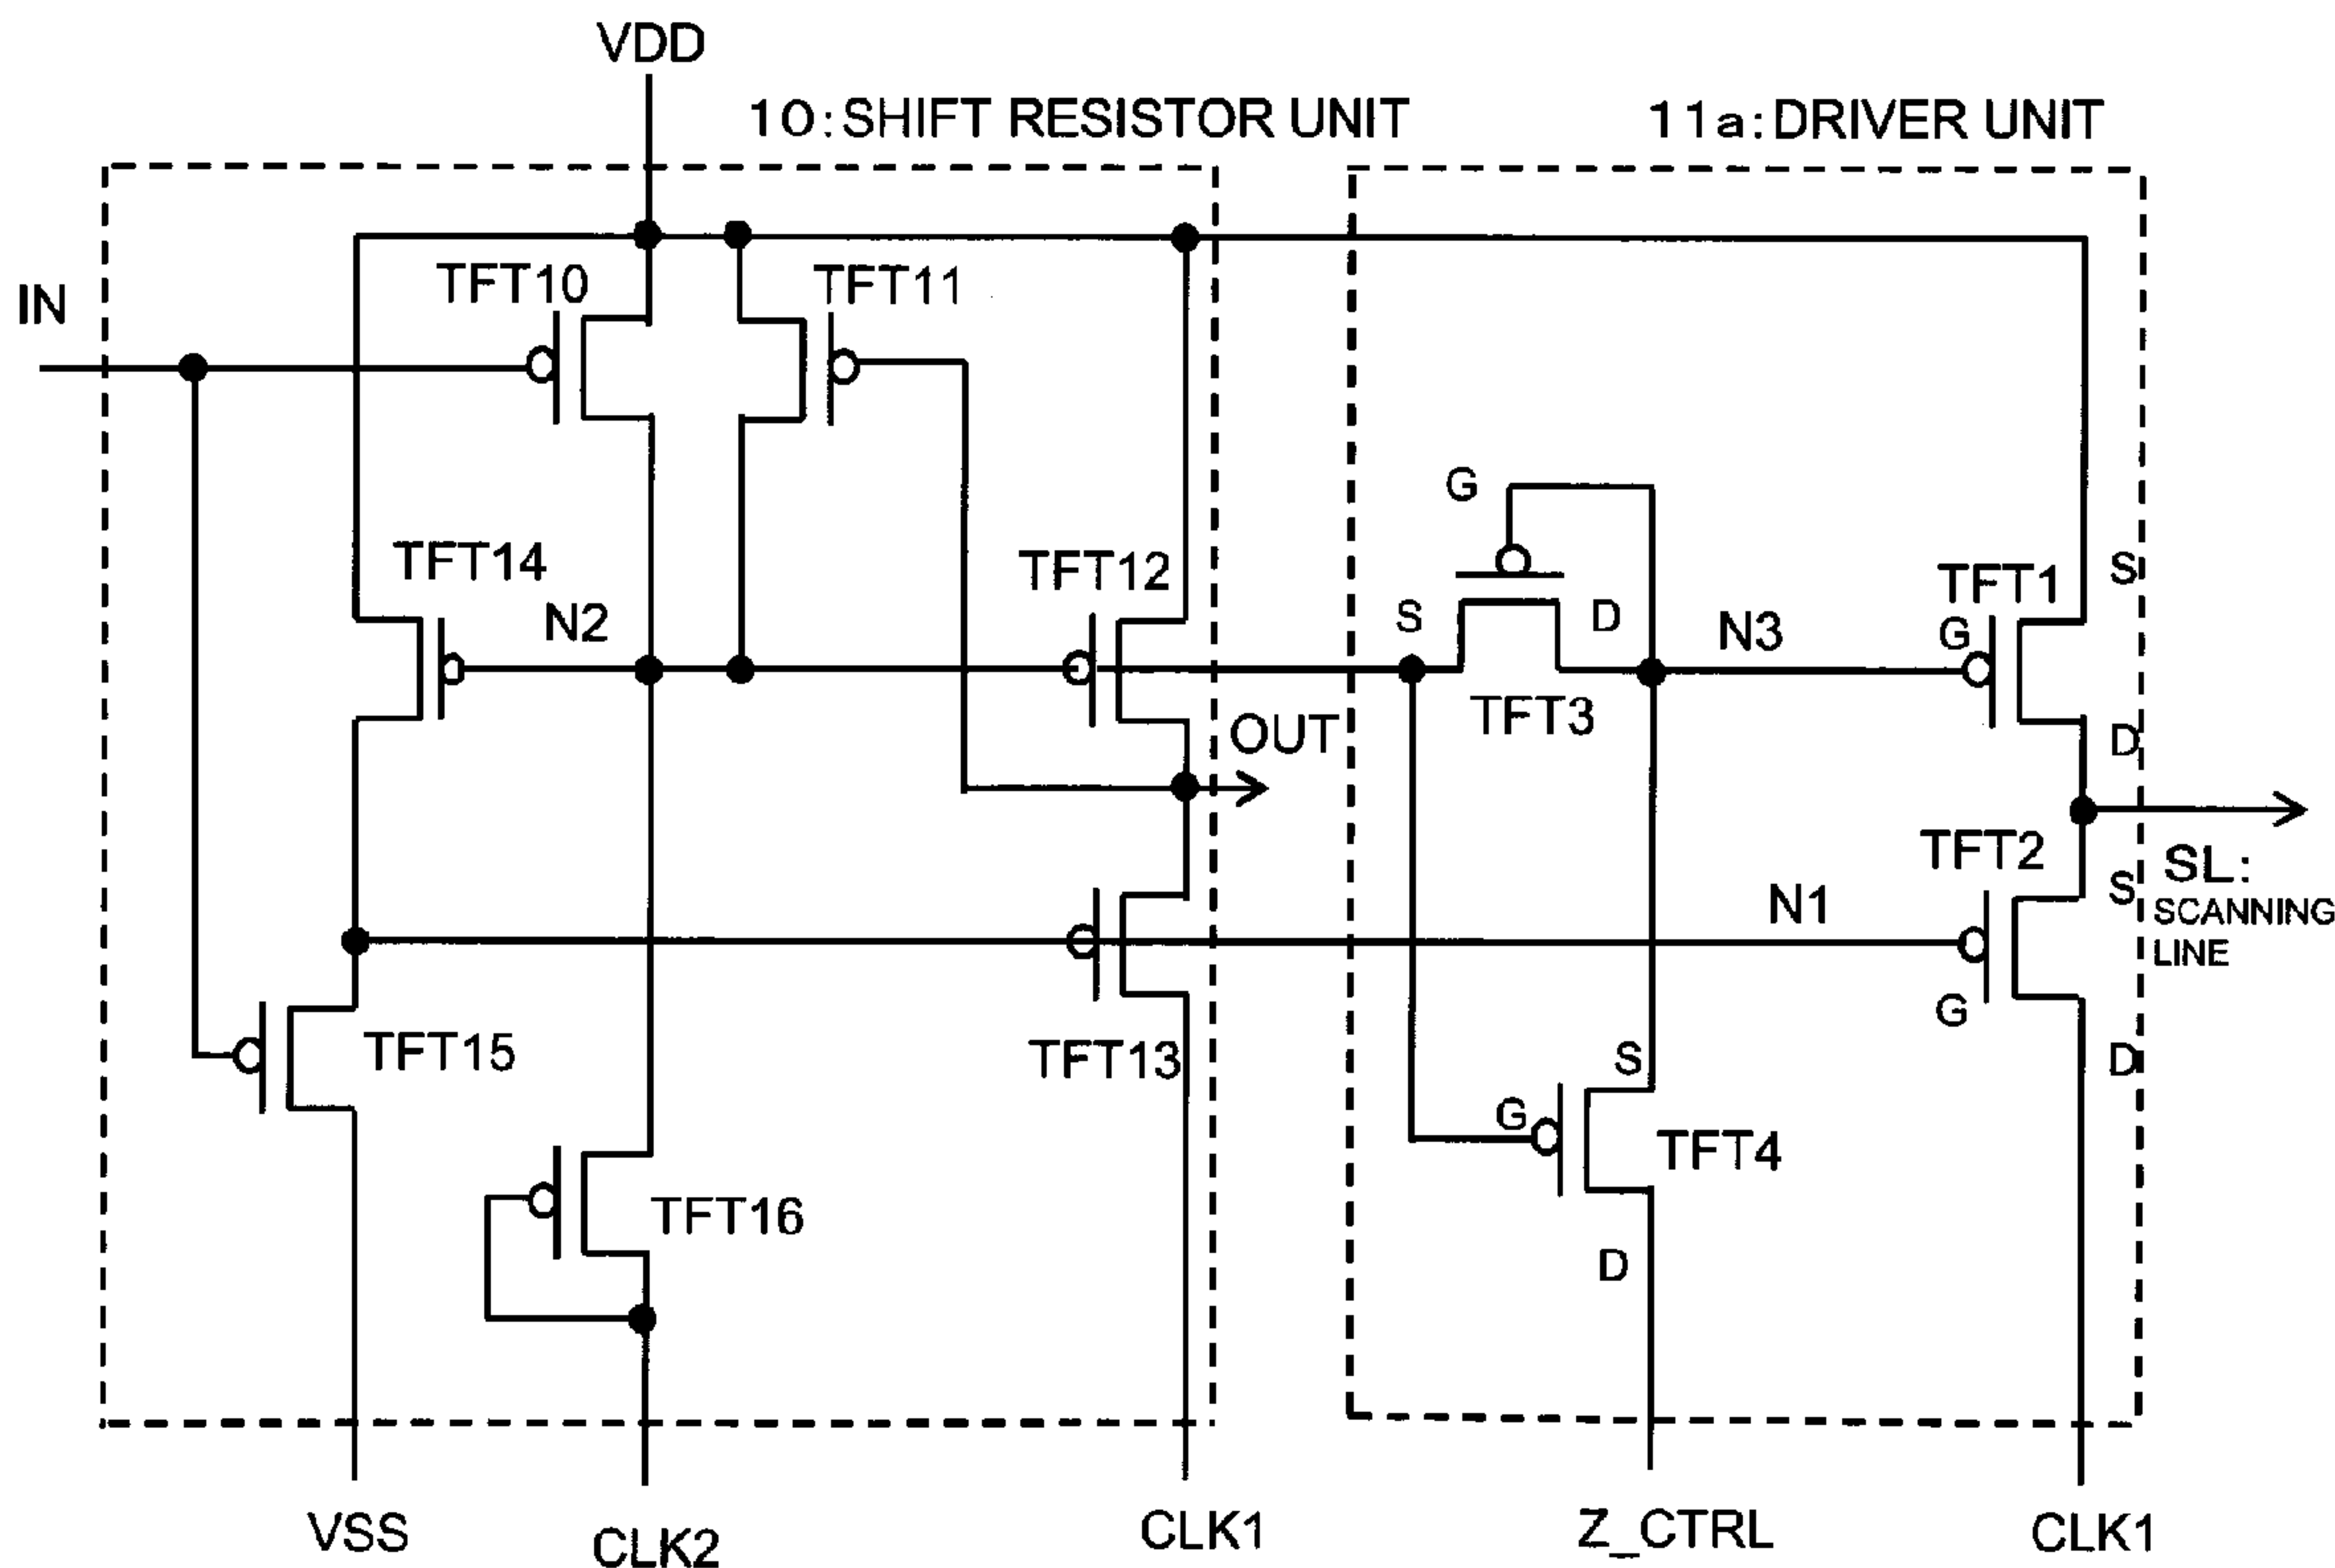 VDD
10:SHIFT RESISTOR UNIT
11a:DRIVER UNIT
IN
TFT10
TFT11
G
TFT14
TFT12
S
TFT1
N2
S
D
N3
G
TFT3
OUT
D
TFT2
SL:
N1
S
SCANNING
LINE
G
TFT15
TFT13
S
D
G
TFT4
TFT16
D
VSS
CLK2
CLK1
Z_CTRL
CLK1